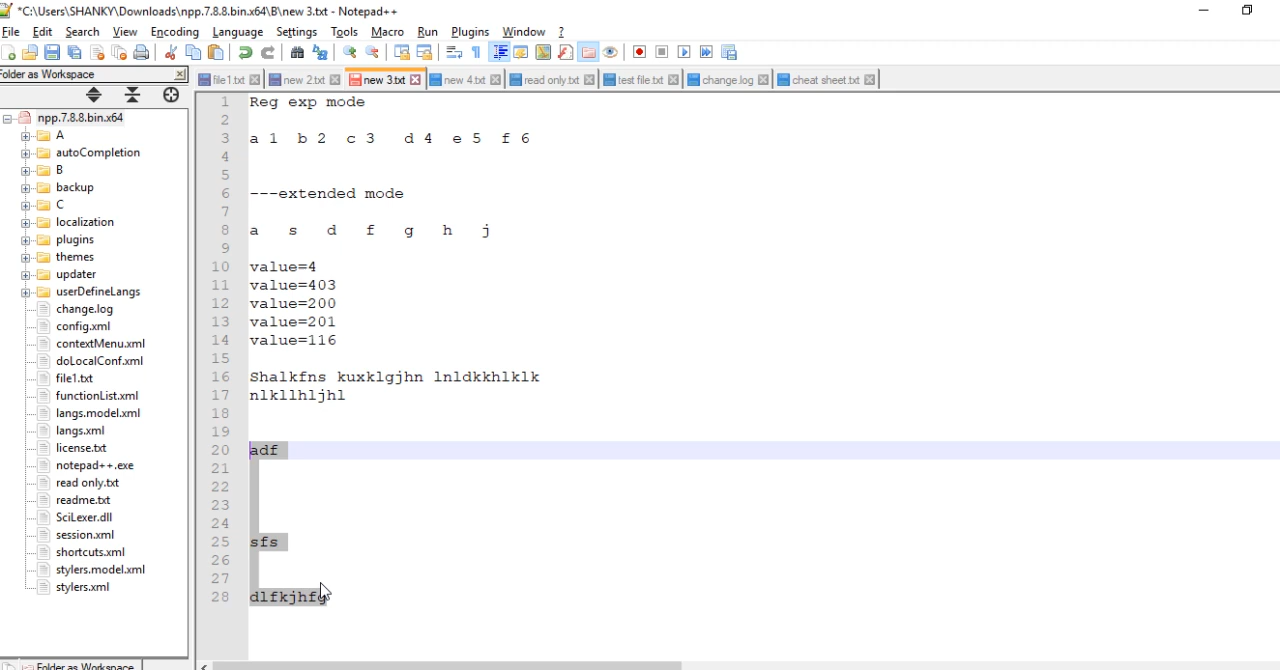 *C:\Users\SHANKY\Downloads\npp.7.8.8.bin.x64\B\new 3.txt - Notepad++
File Edit Search View Encoding Language Settings Tools Macro Run Plugins Window ?
Folder as Workspace
file1.txt new 2.txt new 3.txt new 4.txt read only.txt test file.txt change.log cheat sheet.txt
npp.7.8.8.bin.x64
A
autoCompletion
B
backup
C
localization
plugins
themes
updater
userDefineLangs
change.log
config.xml
contextMenu.xml
doLocalConf.xml
file1.txt
functionList.xml
langs.model.xml
langs.xml
license.txt
notepad++.exe
read only.txt
readme.txt
SciLexer.dll
session.xml
shortcuts.xml
stylers.model.xml
stylers.xml
Folder as Workspace
1 Reg exp mode
2
3 a 1 b 2 c 3 d 4 e 5 f 6
4
5
6 ---extended mode
7
8 a s d f g h j
9
10 value=4
11 value=403
12 value=200
13 value=201
14 value=116
15
16 Shalkfns kuxklgjhn lnldkkhlklk
17 nlkllhljhl
18
19
20 adf
21
22
23
24
25 sfs
26
27
28 dlfkjhfg